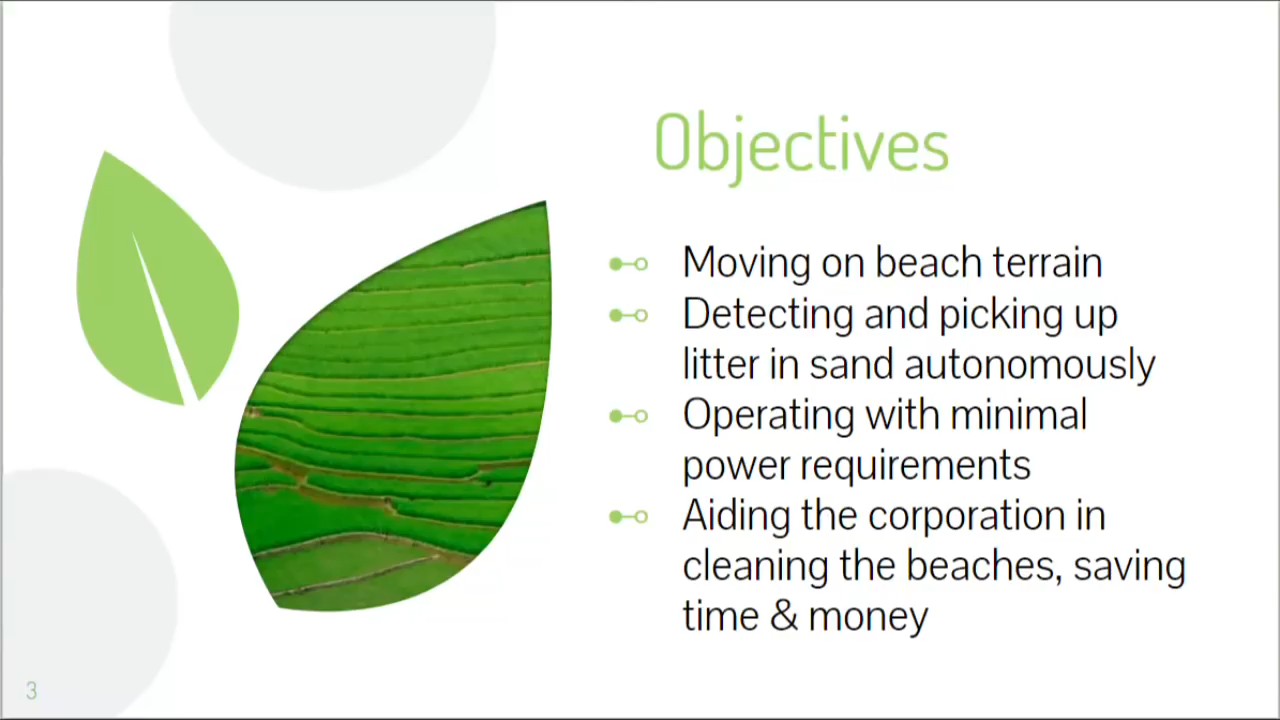 Objectives
Moving on beach terrain
Detecting and picking up
litter in sand autonomously
Operating with minimal
power requirements
Aiding the corporation in
cleaning the beaches, saving
time & money
3